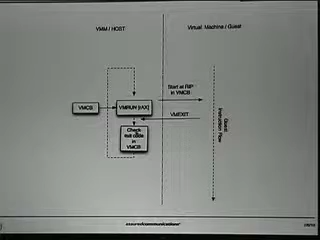 VMM / HOST
Virtual Machine / Guest
Start at RIP
in VMCB
VMCB
VMRUN [rAX]
VMEXIT
Check
exit code
in
VMCB
Guest
Instruction Flow